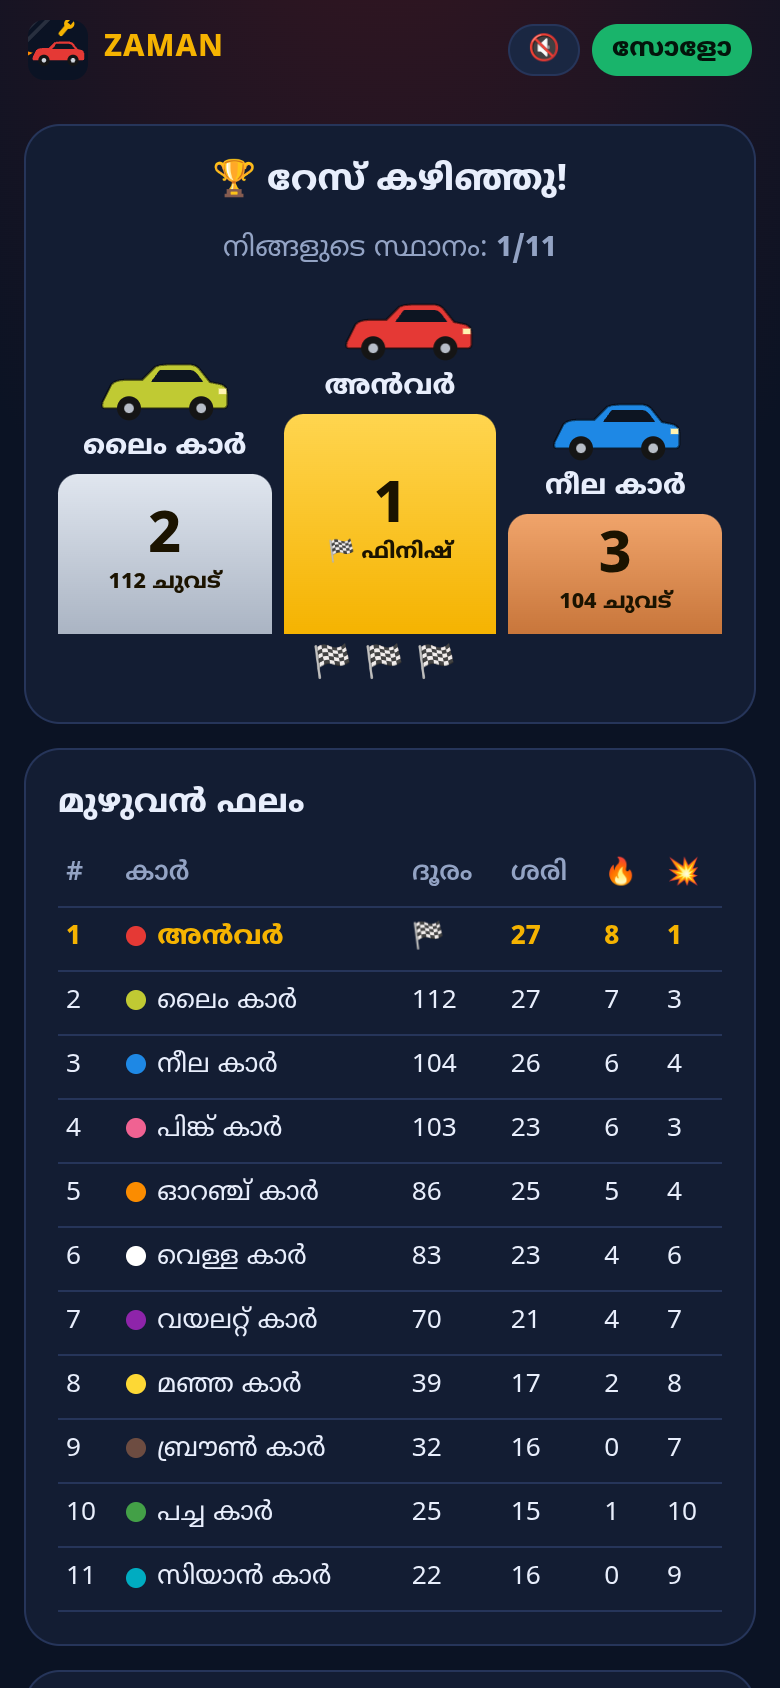 ZAMAN
🔇
സോളോ
🏆 റേസ് കഴിഞ്ഞു!
നിങ്ങളുടെ സ്ഥാനം: 1/11
അൻവർ
ലൈം കാർ
നീല കാർ
1
🏁 ഫിനിഷ്
2
112 ചുവട്
3
104 ചുവട്
🏁 🏁 🏁
മുഴുവൻ ഫലം
# കാർ ദൂരം ശരി 🔥 💥
1 അൻവർ 🏁 27 8 1
2 ലൈം കാർ 112 27 7 3
3 നീല കാർ 104 26 6 4
4 പിങ്ക് കാർ 103 23 6 3
5 ഓറഞ്ച് കാർ 86 25 5 4
6 വെള്ള കാർ 83 23 4 6
7 വയലറ്റ് കാർ 70 21 4 7
8 മഞ്ഞ കാർ 39 17 2 8
9 ബ്രൗൺ കാർ 32 16 0 7
10 പച്ച കാർ 25 15 1 10
11 സിയാൻ കാർ 22 16 0 9